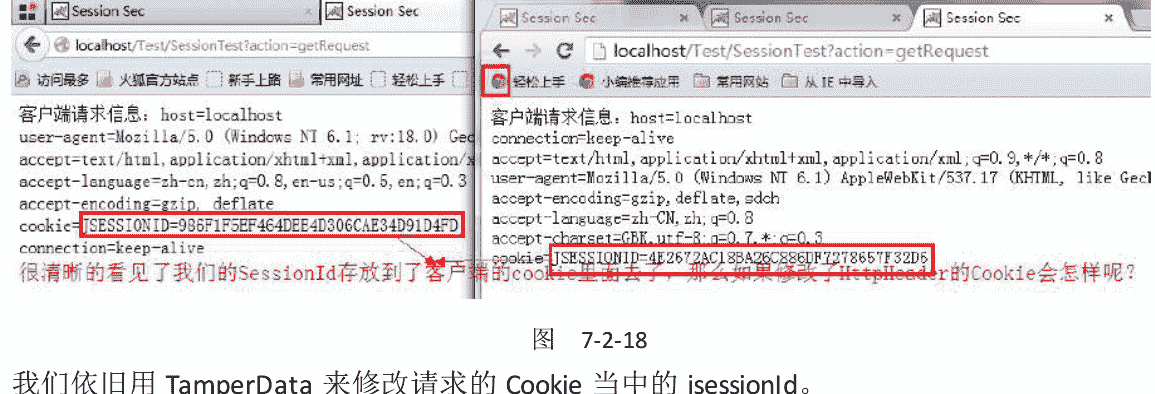 Session Sec
Session Sec
localhost/Test/SessionTest?action=getRequest
访问最多 火狐官方站点 新手上路 常用网址 轻松上手
客户端请求信息：host=localhost
user-agent=Mozilla/5.0 (Windows NT 6.1; rv:18.0) Gec
accept=text/html,application/xhtml+xml,application/x
accept-language=zh-cn,zh;q=0.8,en-us;q=0.5,en;q=0.3
accept-encoding=gzip, deflate
cookie=JSESSIONID=986F1F5EF464DEE4D306CAE34D91D4FD
connection=keep-alive
Session Sec
Session Sec
Session Sec
localhost/Test/SessionTest?action=getRequest
轻松上手 小编推荐应用 常用网站 从 IE 中导入
客户端请求信息：host=localhost
connection=keep-alive
accept=text/html,application/xhtml+xml,application/xml;q=0.9,*/*;q=0.8
user-agent=Mozilla/5.0 (Windows NT 6.1) AppleWebKit/537.17 (KHTML, like Geck
accept-encoding=gzip,deflate,sdch
accept-language=zh-CN,zh;q=0.8
accept-charset=GBK,utf-8;q=0.7,*;q=0.3
cookie=JSESSIONID=4E2672AC18BA26C886DF7278657F32D6
很清晰的看见了我们的SessionId存放到了客户端的cookie里面去了，那么如果修改了HttpHeader的Cookie会怎样呢？
图 7-2-18
我们依旧用 TamperData 来修改请求的 Cookie 当中的 jsessionId。